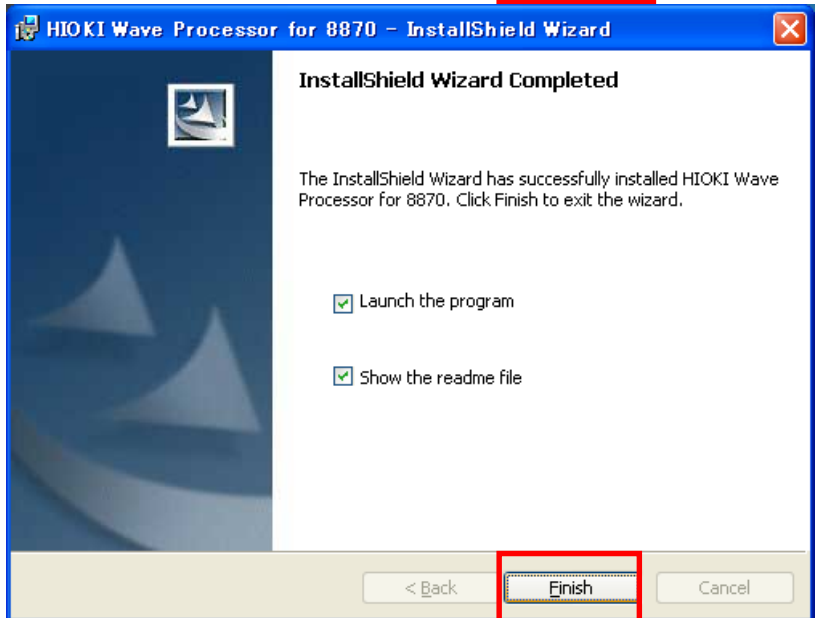 HIOKI Wave Processor for 8870 - InstallShield Wizard
InstallShield Wizard Completed
The InstallShield Wizard has successfully installed HIOKI Wave
Processor for 8870. Click Finish to exit the wizard.
Launch the program
Show the readme file
< Back
Finish
Cancel